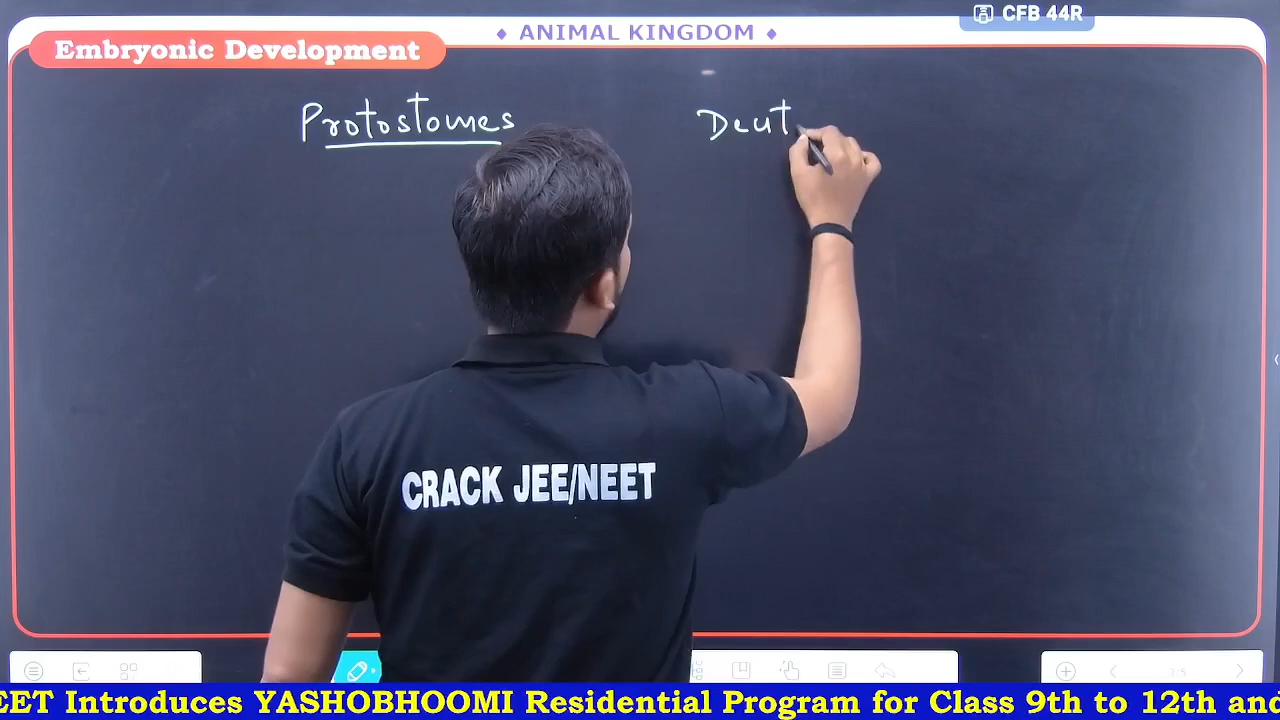 CFB 44R
♦ ANIMAL KINGDOM ♦
Embryonic Development
Protostomes
Deut
CRACK JEE/NEET
EET Introduces YASHOBHOOMI Residential Program for Class 9th to 12th and